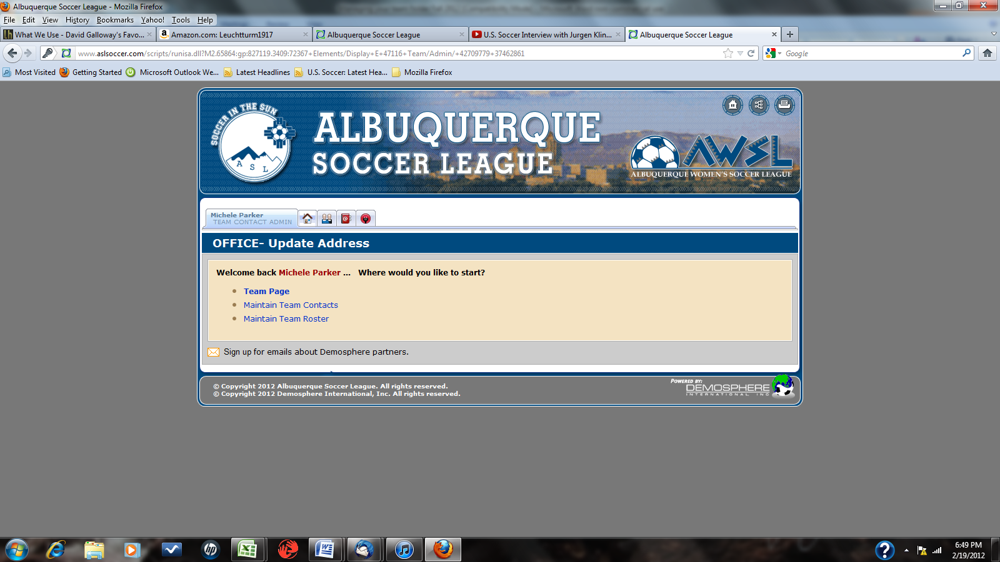 Albuquerque Soccer League - Mozilla Firefox
File Edit View History Bookmarks Yahoo! Tools Help
What We Use - David Galloway's Favo...
Amazon.com: Leuchtturm1917
Albuquerque Soccer League
U.S. Soccer Interview with Jurgen Klin...
Albuquerque Soccer League
www.aslsoccer.com/scripts/runisa.dll?M2.65864:gp:827119.3409:72367+Elements/Display+E+47116+Team/Admin/+42709779+37462861
Google
Most Visited Getting Started Microsoft Outlook We... Latest Headlines U.S. Soccer: Latest Hea... Mozilla Firefox
SOCCER IN THE SUN
ASL
ALBUQUERQUE
SOCCER LEAGUE
AWSL
ALBUQUERQUE WOMEN'S SOCCER LEAGUE
Michele Parker
TEAM CONTACT ADMIN
OFFICE- Update Address
Welcome back Michele Parker ... Where would you like to start?
Team Page
Maintain Team Contacts
Maintain Team Roster
Sign up for emails about Demosphere partners.
© Copyright 2012 Albuquerque Soccer League. All rights reserved.
© Copyright 2012 Demosphere International, Inc. All rights reserved.
POWERED BY:
DEMOSPHERE
INTERNATIONAL, INC
6:49 PM
2/19/2012